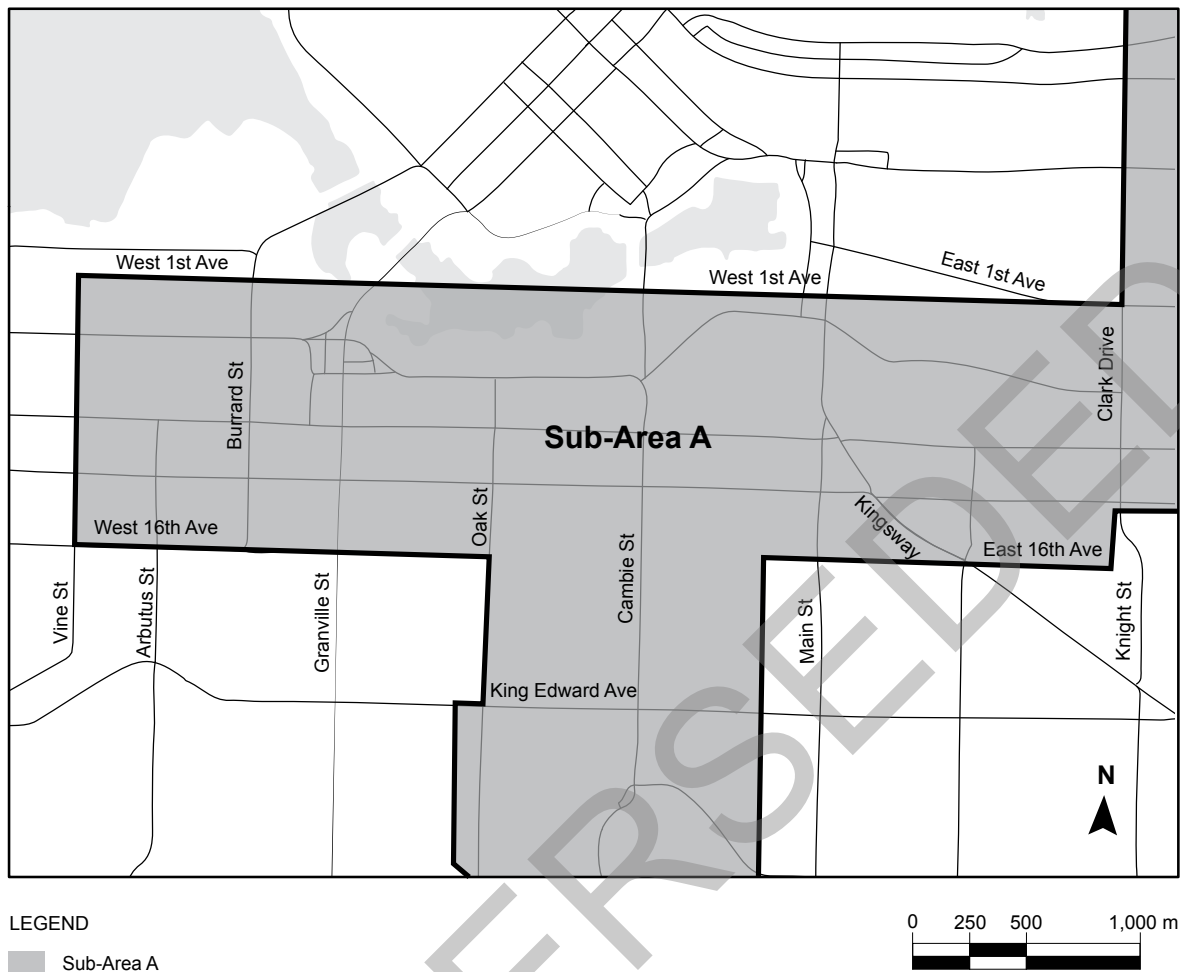 West 1st Ave
West 1st Ave
East 1st Ave
Burrard St
Clark Drive
Sub-Area A
Oak St
Kingsway
West 16th Ave
East 16th Ave
Cambie St
Vine St
Arbutus St
Granville St
Main St
Knight St
King Edward Ave
N
LEGEND
Sub-Area A
0 250 500 1,000 m
ERSEDED